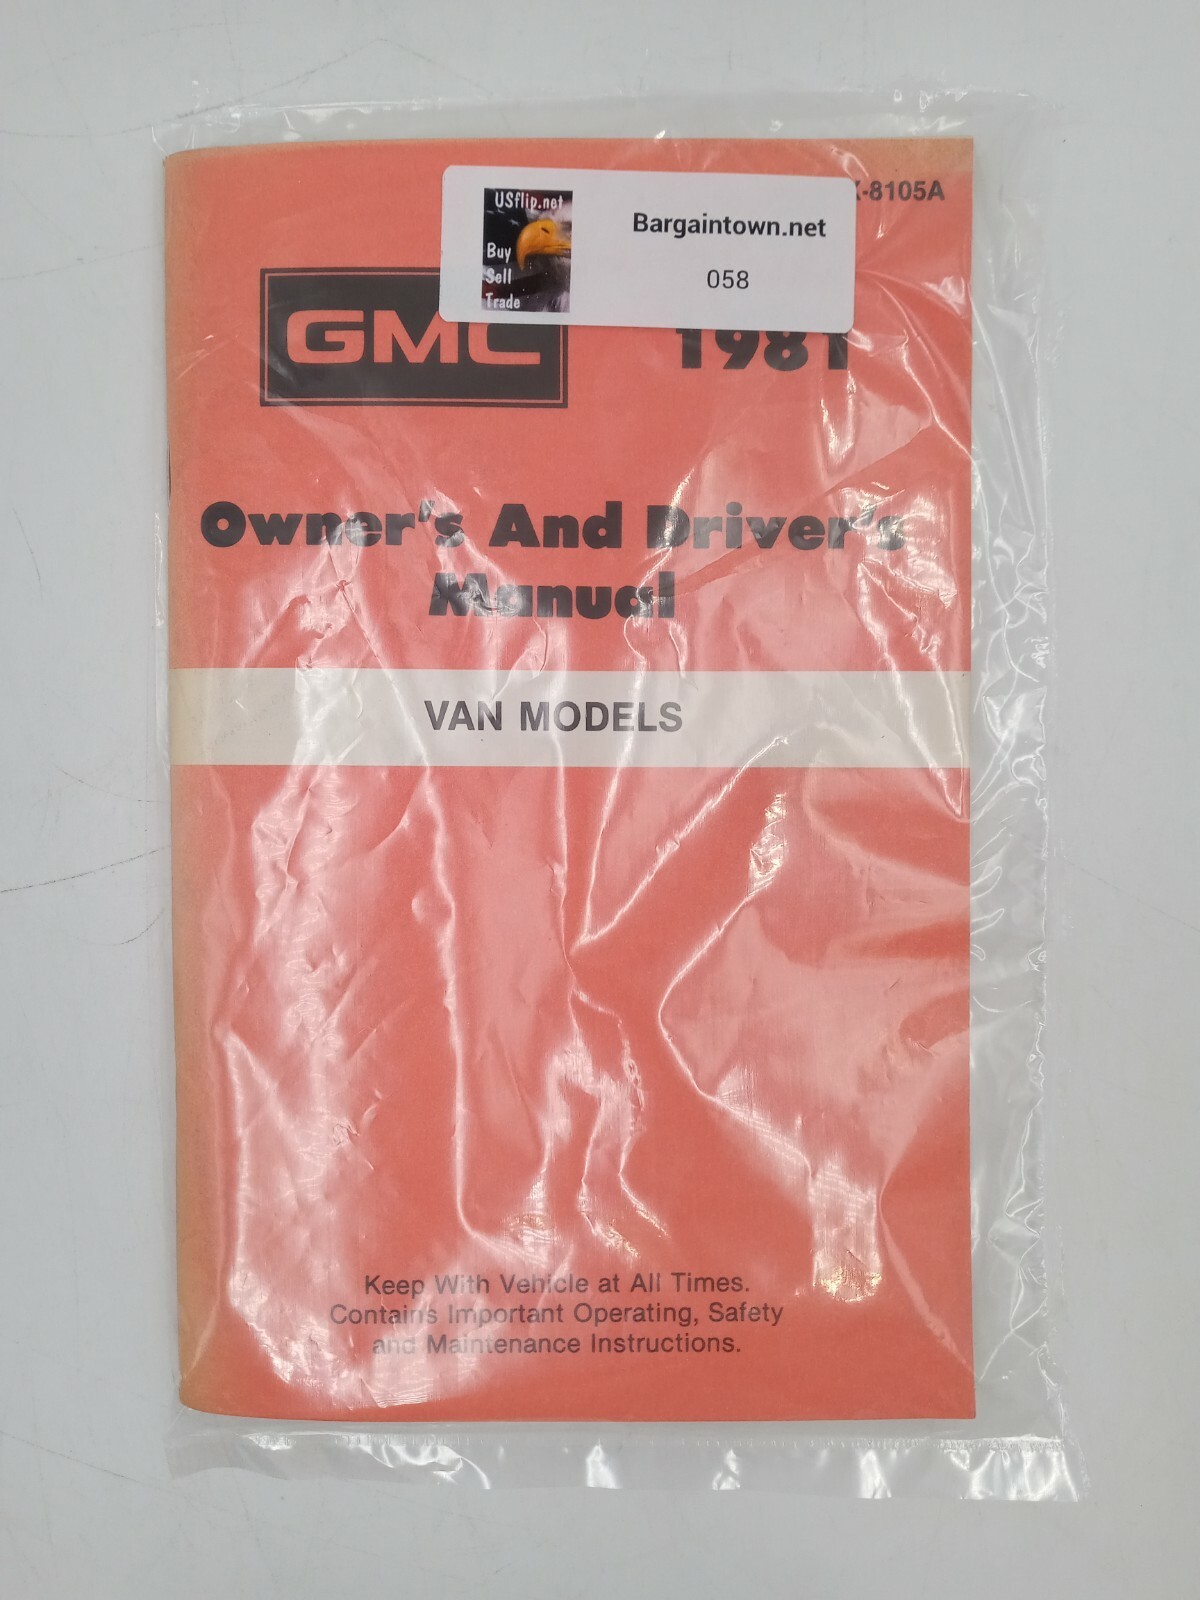 -8105A
USflip.net
Buy
Sell
Trade
Bargaintown.net
058
GMC
1981
Owner's And Driver's
Manual
VAN MODELS
Keep With Vehicle at All Times.
Contains Important Operating, Safety
and Maintenance Instructions.